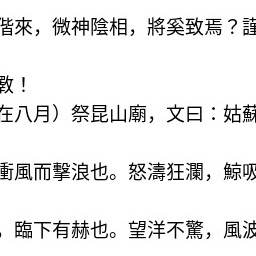 偕來，微神陰相，將奚致焉？謹
斁！
在八月）祭昆山廟，文曰：姑蘇
衝風而擊浪也。怒濤狂瀾，鯨吸
，臨下有赫也。望洋不驚，風波